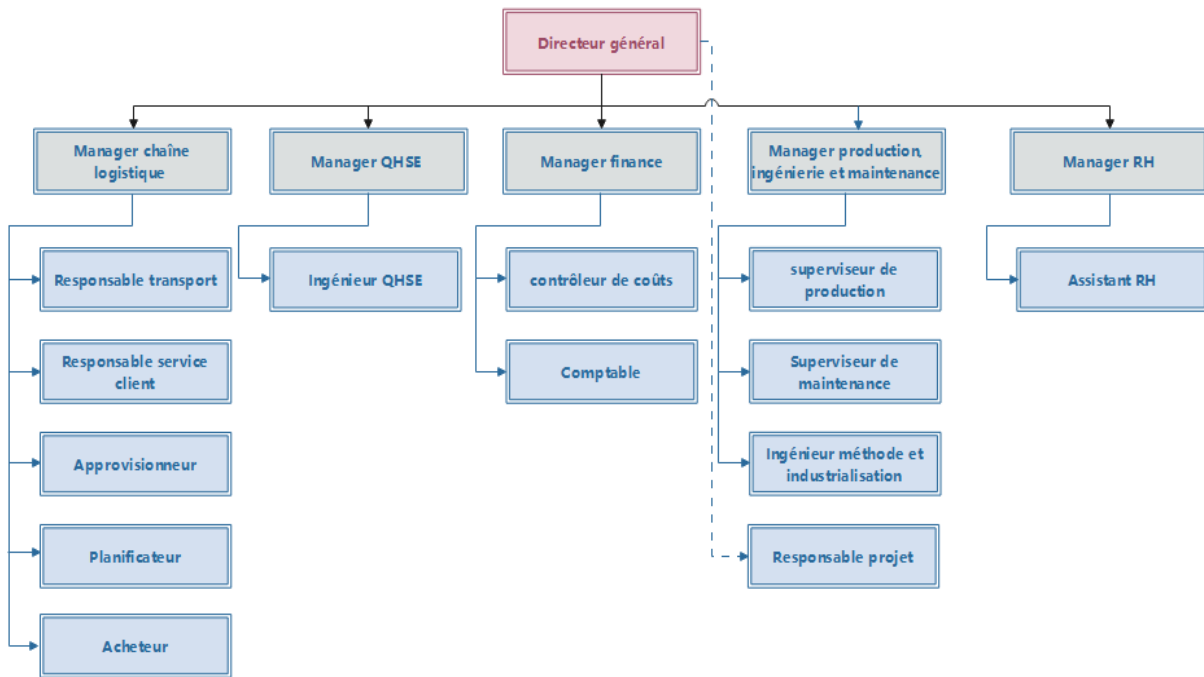 Directeur général
Manager chaîne
logistique
Manager QHSE
Manager finance
Manager production,
ingénierie et maintenance
Manager RH
Responsable transport
Ingénieur QHSE
contrôleur de coûts
superviseur de
production
Assistant RH
Responsable service
client
Comptable
Superviseur de
maintenance
Approvisionneur
Ingénieur méthode et
industrialisation
Planificateur
Responsable projet
Acheteur